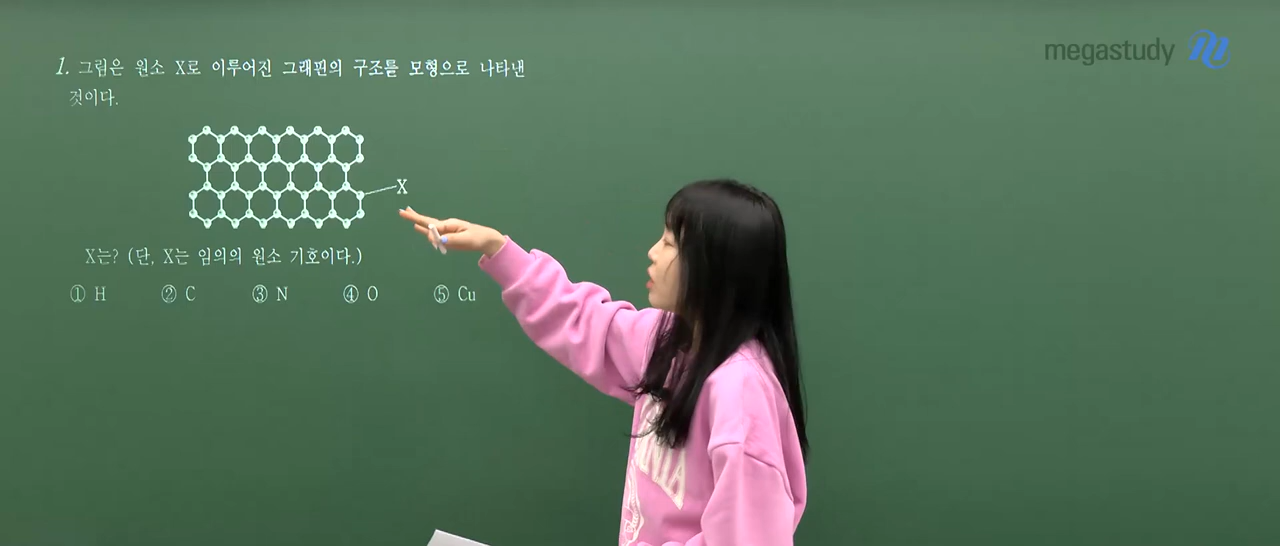 megastudy
1. 그림은 원소 X로 이루어진 그래핀의 구조를 모형으로 나타낸
것이다.
X
X는? (단, X는 임의의 원소 기호이다.)
① H ② C ③ N ④ O ⑤ Cu